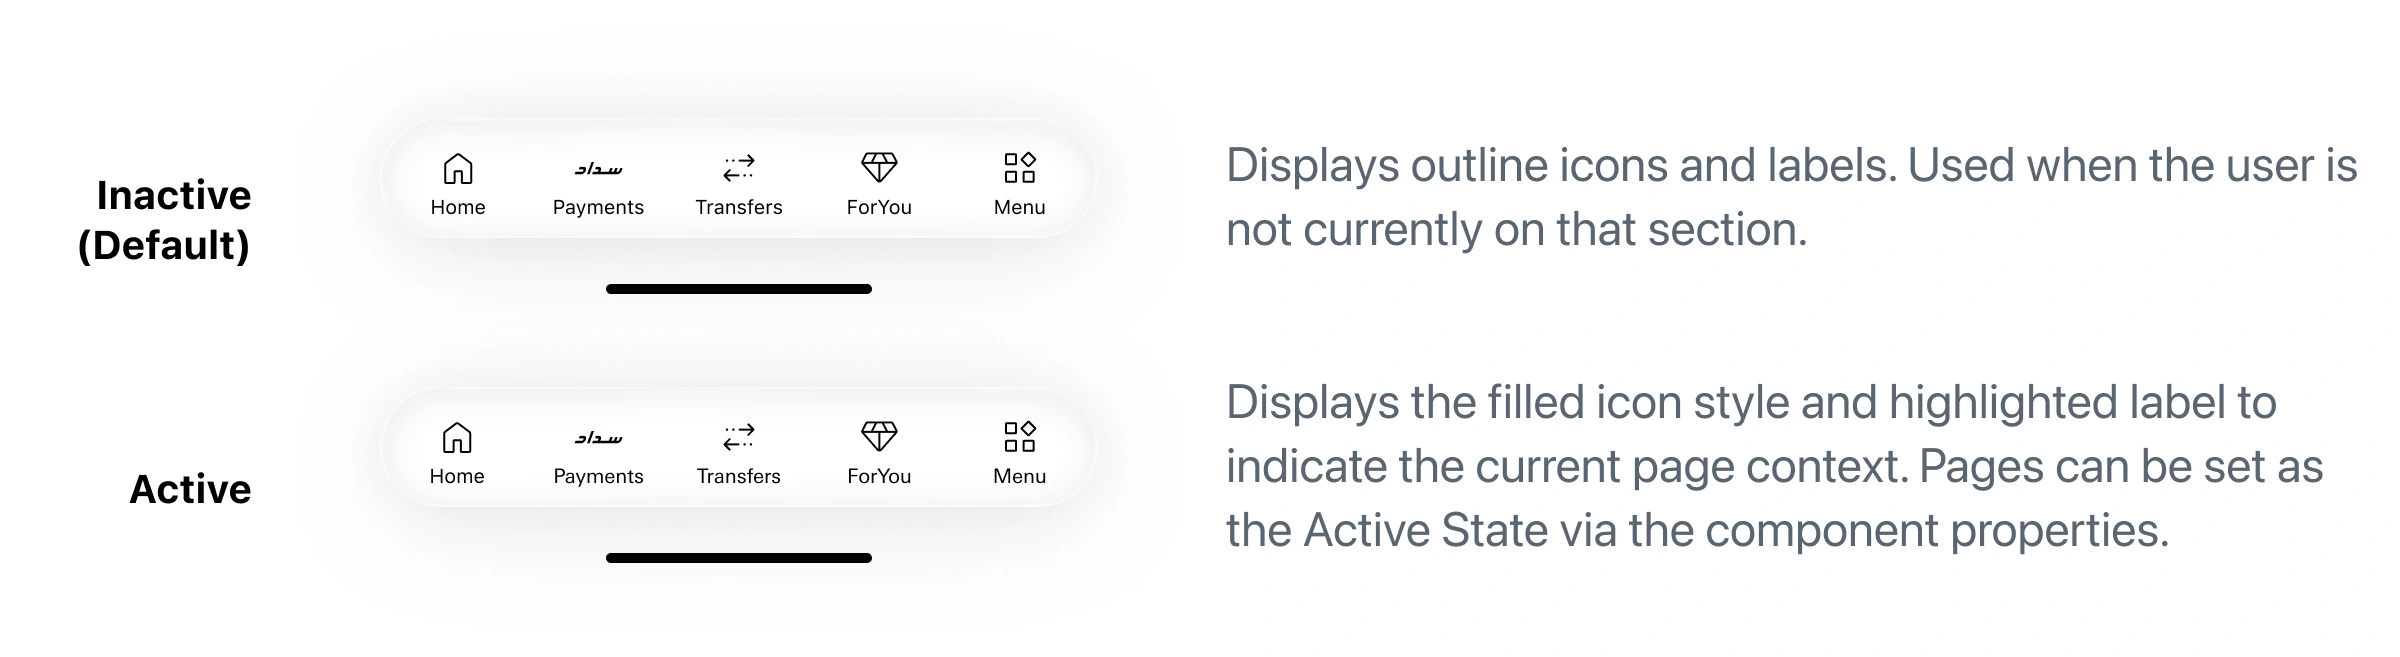 Inactive
(Default)
سداد
Home Payments Transfers ForYou Menu
Displays outline icons and labels. Used when the user is
not currently on that section.
Active
سداد
Home Payments Transfers ForYou Menu
Displays the filled icon style and highlighted label to
indicate the current page context. Pages can be set as
the Active State via the component properties.